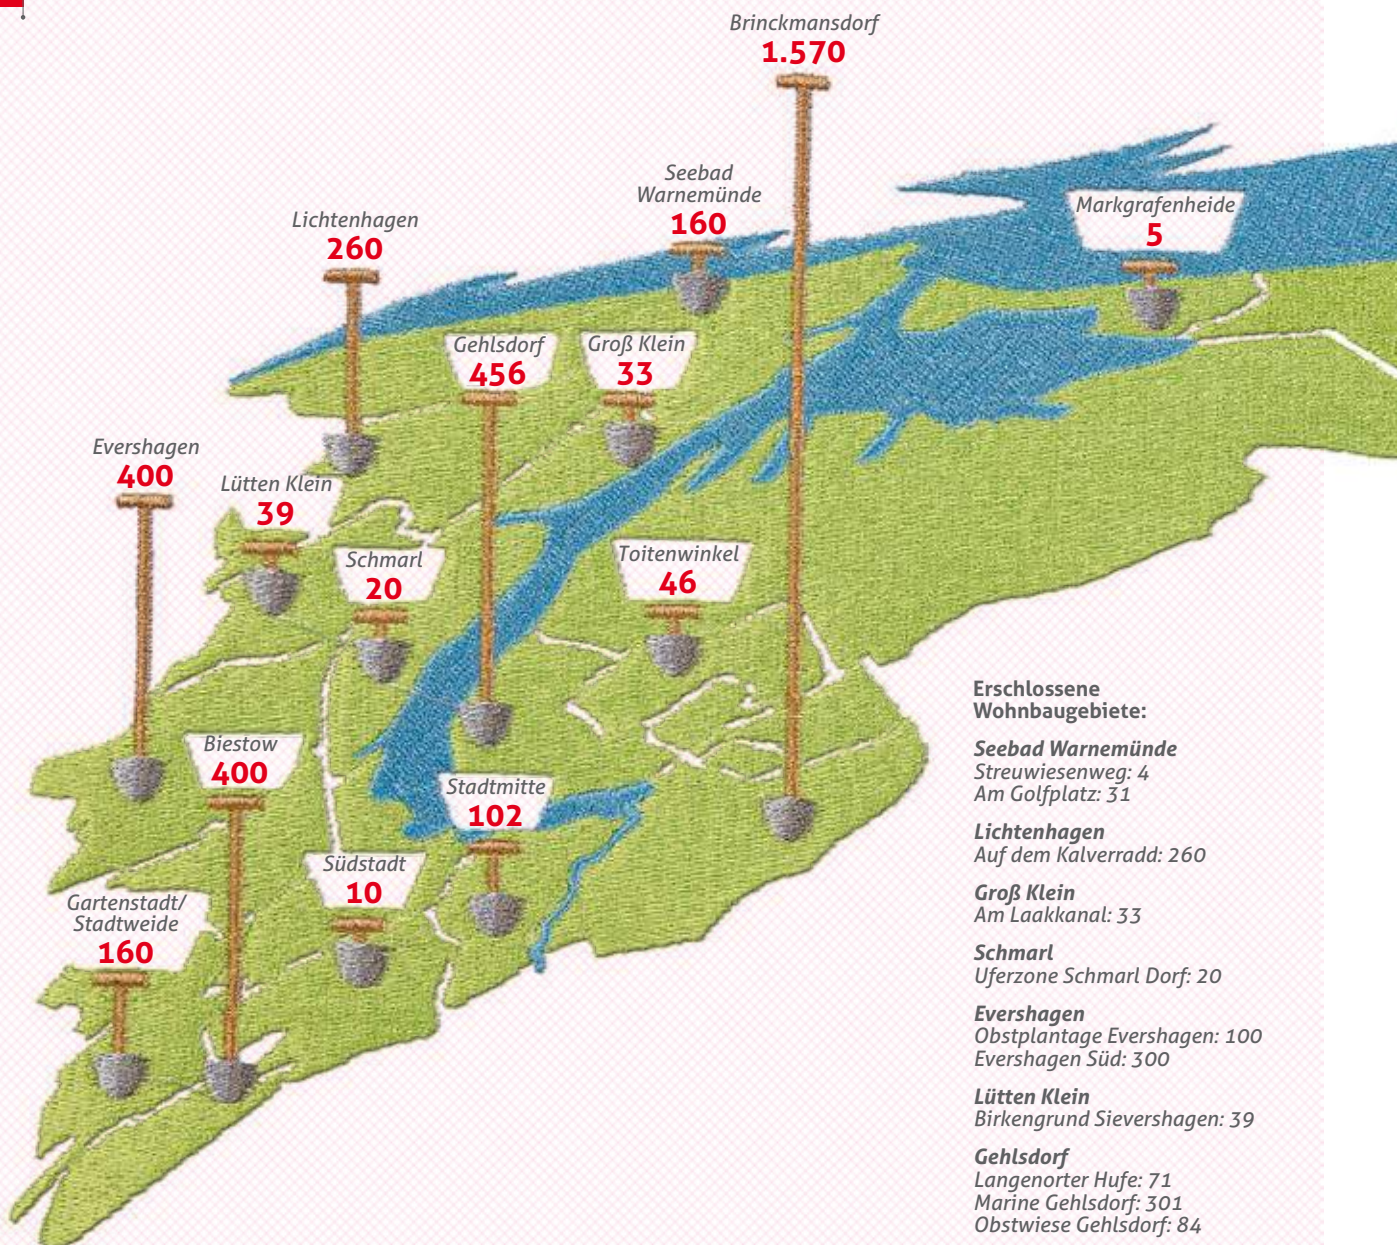 Brinckmansdorf
1.570
Seebad
Warnemünde
160
Markgrafenheide
5
Lichtenhagen
260
Gehlsdorf
456
Groß Klein
33
Evershagen
400
Lütten Klein
39
Schmarl
20
Toitenwinkel
46
Biestow
400
Stadtmitte
102
Südstadt
10
Gartenstadt/
Stadtweide
160
Erschlossene
Wohnbaugebiete:
Seebad Warnemünde
Streuwiesenweg: 4
Am Golfplatz: 31
Lichtenhagen
Auf dem Kalverradd: 260
Groß Klein
Am Laakkanal: 33
Schmarl
Uferzone Schmarl Dorf: 20
Evershagen
Obstplantage Evershagen: 100
Evershagen Süd: 300
Lütten Klein
Birkengrund Sievershagen: 39
Gehlsdorf
Langenorter Hufe: 71
Marine Gehlsdorf: 301
Obstwiese Gehlsdorf: 84